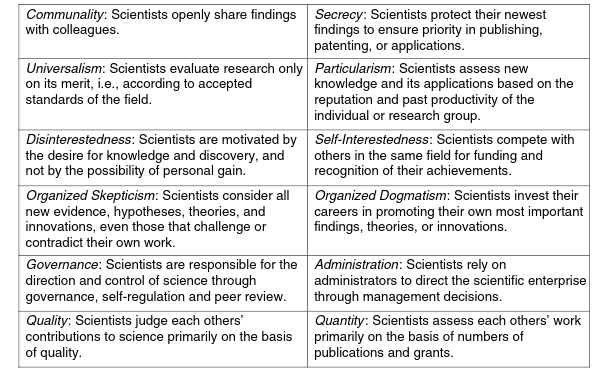 Communality: Scientists openly share findings
with colleagues.
Secrecy: Scientists protect their newest
findings to ensure priority in publishing,
patenting, or applications.
Universalism: Scientists evaluate research only
on its merit, i.e., according to accepted
standards of the field.
Particularism: Scientists assess new
knowledge and its applications based on the
reputation and past productivity of the
individual or research group.
Disinterestedness: Scientists are motivated by
the desire for knowledge and discovery, and
not by the possibility of personal gain.
Self-Interestedness: Scientists compete with
others in the same field for funding and
recognition of their achievements.
Organized Skepticism: Scientists consider all
new evidence, hypotheses, theories, and
innovations, even those that challenge or
contradict their own work.
Organized Dogmatism: Scientists invest their
careers in promoting their own most important
findings, theories, or innovations.
Governance: Scientists are responsible for the
direction and control of science through
governance, self-regulation and peer review.
Administration: Scientists rely on
administrators to direct the scientific enterprise
through management decisions.
Quality: Scientists judge each others’
contributions to science primarily on the basis
of quality.
Quantity: Scientists assess each others’ work
primarily on the basis of numbers of
publications and grants.